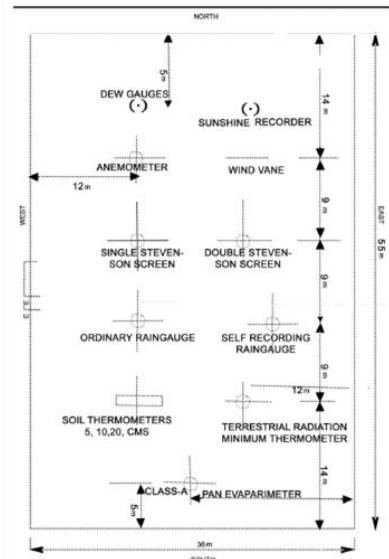 NORTH
5m
DEW GAUGES
SUNSHINE RECORDER
14 m
ANEMOMETER
WIND VANE
12m
WEST
EAST
55m
9 m
SINGLE STEVEN-
SON SCREEN
DOUBLE STEVEN-
SON SCREEN
9 m
ORDINARY RAINGAUGE
SELF RECORDING
RAINGAUGE
9 m
12m
SOIL THERMOMETERS
5, 10,20, CMS
TERRESTRIAL RADIATION
MINIMUM THERMOMETER
14 m
CLASS-A
PAN EVAPARIMETER
5m
36m
SOUTH